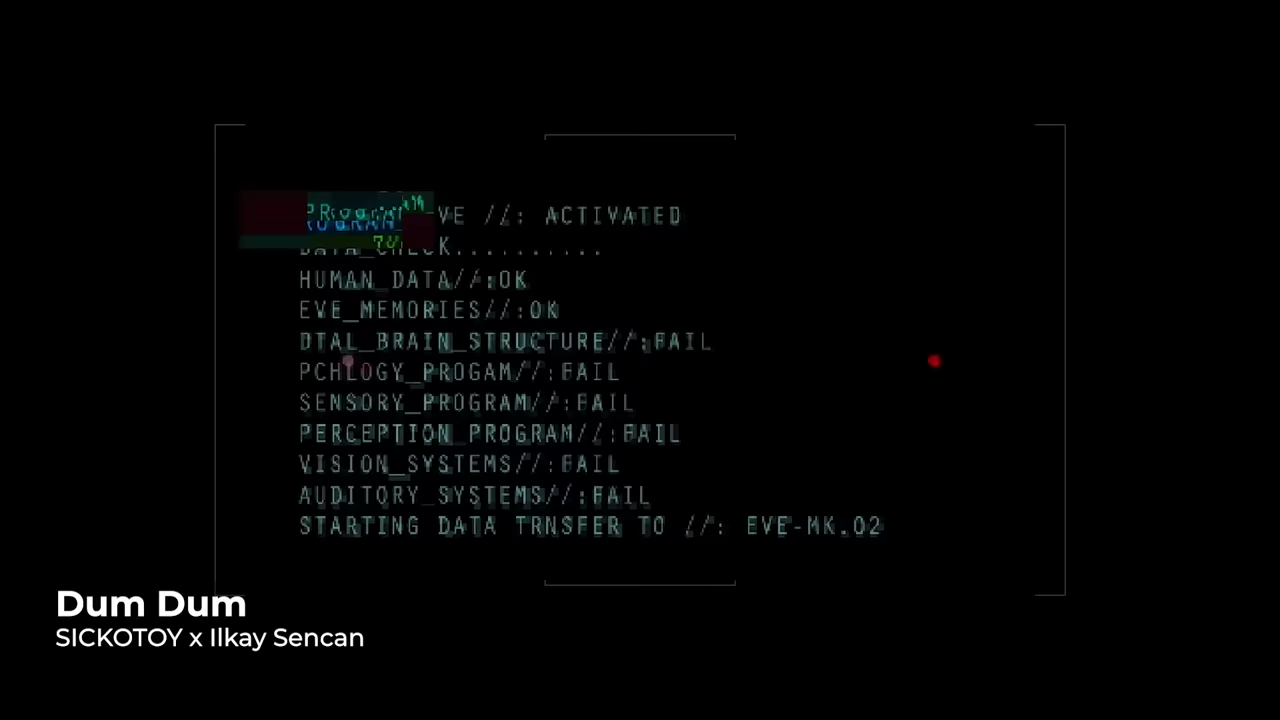 VE //: ACTIVATED
DATA_CHECK..........
HUMAN_DATA//:OK
EVE_MEMORIES//:OK
DTAL_BRAIN_STRUCTURE//:FAIL
PCHLOGY_PROGAM//:FAIL
SENSORY_PROGRAM//:FAIL
PERCEPTION_PROGRAM//:FAIL
VISION_SYSTEMS//:FAIL
AUDITORY_SYSTEMS//:FAIL
STARTING DATA TRNSFER TO //: EVE-MK.02
Dum Dum
SICKOTOY x Ilkay Sencan